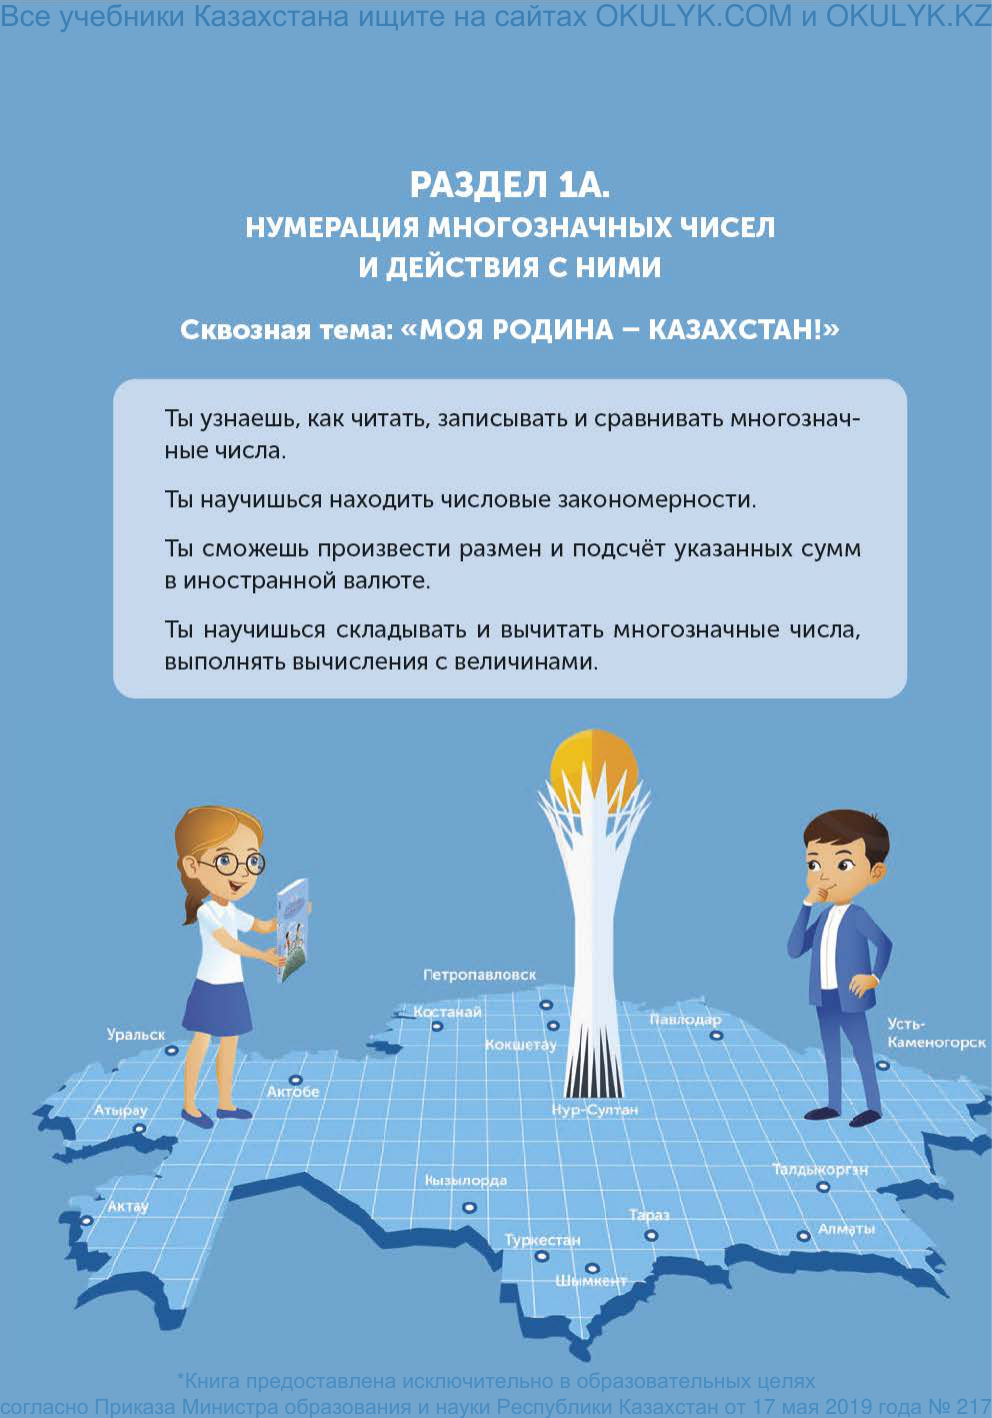 Все учебники Казахстана ищите на сайтах OKULYK.COM и OKULYK.KZ
РАЗДЕЛ 1А.
НУМЕРАЦИЯ МНОГОЗНАЧНЫХ ЧИСЕЛ
И ДЕЙСТВИЯ С НИМИ
Сквозная тема: «МОЯ РОДИНА – КАЗАХСТАН!»
Ты узнаешь, как читать, записывать и сравнивать многознач-
ные числа.
Ты научишься находить числовые закономерности.
Ты сможешь произвести размен и подсчёт указанных сумм
в иностранной валюте.
Ты научишься складывать и вычитать многозначные числа,
выполнять вычисления с величинами.
Петропавловск
Костанай
Павлодар
Усть-
Каменогорск
Уральск
Кокшетау
Актобе
Атырау
Нур-Султан
Талдыкорган
Кызылорда
Актау
Тараз
Алматы
Туркестан
Шымкент
*Книга предоставлена исключительно в образовательных целях
согласно Приказа Министра образования и науки Республики Казахстан от 17 мая 2019 года № 217